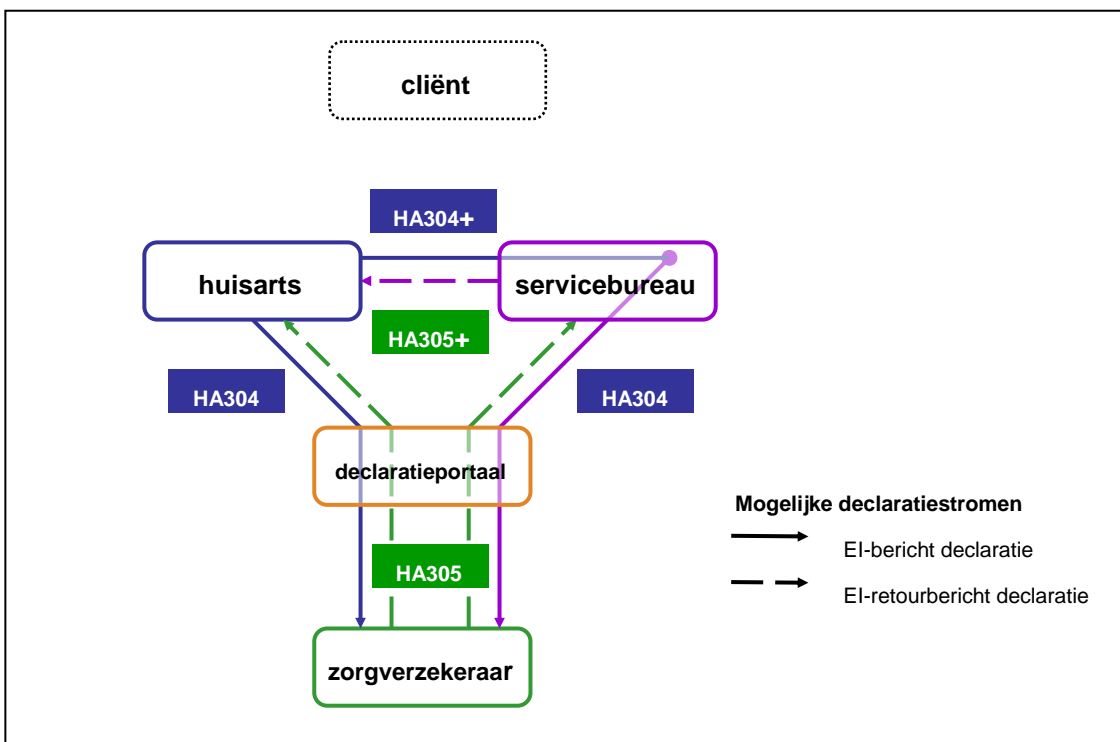 cliënt
HA304+
huisarts
servicebureau
HA305+
HA304
HA304
declaratieportaal
Mogelijke declaratiestromen
EI-bericht declaratie
HA305
EI-retourbericht declaratie
zorgverzekeraar